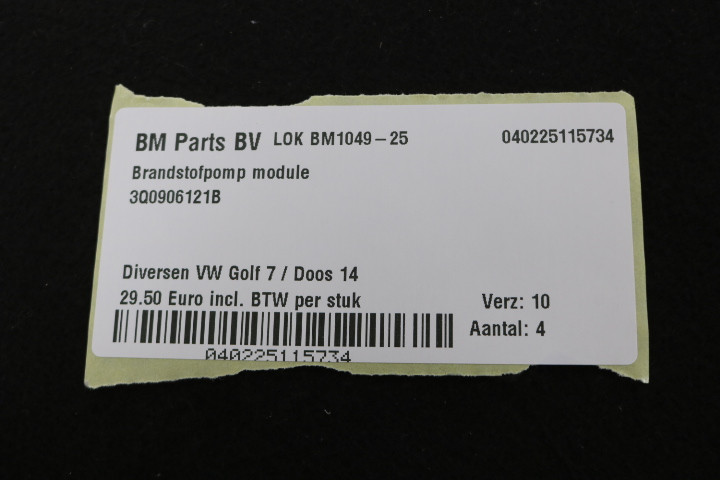 BM Parts BV LOK BM1049-25 040225115734
Brandstofpomp module
3Q0906121B
Diversen VW Golf 7 / Doos 14
29.50 Euro incl. BTW per stuk Verz: 10
Aantal: 4
040225115734